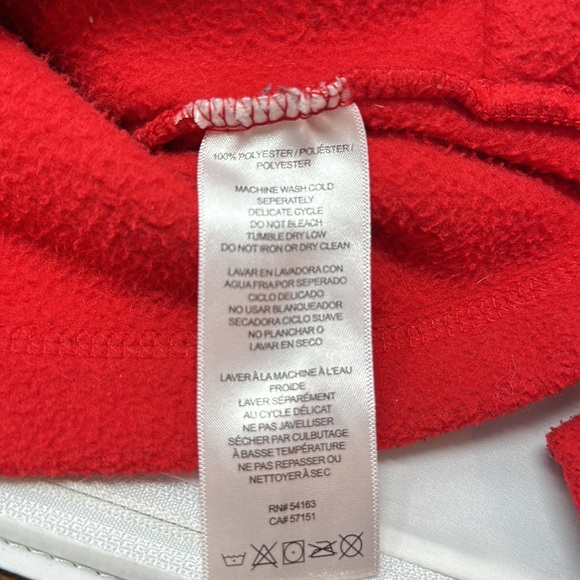 100% POLYESTER / POLIÉSTER /
POLYESTER
MACHINE WASH COLD
SEPERATELY
DELICATE CYCLE
DO NOT BLEACH
TUMBLE DRY LOW
DO NOT IRON OR DRY CLEAN
LAVAR EN LAVADORA CON
AGUA FRIA POR SEPERADO
CICLO DELICADO
NO USAR BLANQUEADOR
SECADORA CICLO SUAVE
NO PLANCHAR O
LAVAR EN SECO
LAVER À LA MACHINE À L'EAU
FROIDE
LAVER SÉPARÉMENT
AU CYCLE DÉLICAT
NE PAS JAVELLISER
SÉCHER PAR CULBUTAGE
À BASSE TEMPÉRATURE
NE PAS REPASSER OU
NETTOYER À SEC
RN# 54163
CA# 57151